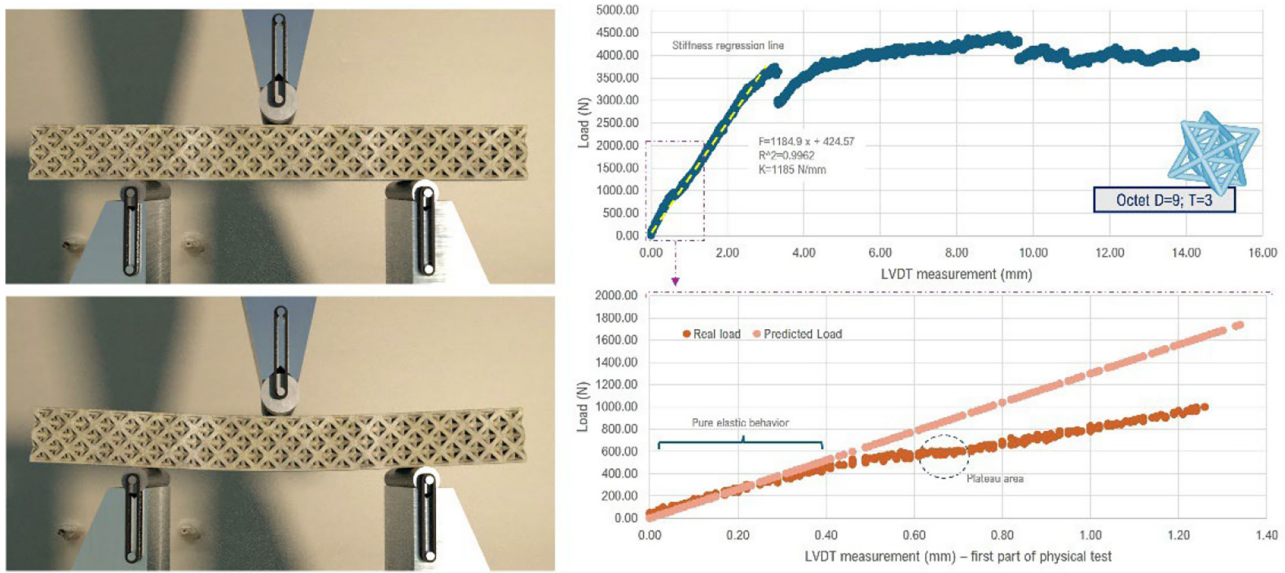 5000.00
4500.00
4000.00
3500.00
3000.00
2500.00
2000.00
1500.00
1000.00
500.00
0.00
Load (N)
Stiffness regression line
F=1184.9 x + 424.57
R^2=0.9962
K=1185 N/mm
Octet D=9; T=3
0.00 2.00 4.00 6.00 8.00 10.00 12.00 14.00 16.00
LVDT measurement (mm)
2000.00
1800.00
1600.00
1400.00
1200.00
1000.00
800.00
600.00
400.00
200.00
0.00
Load (N)
Real load Predicted Load
Pure elastic behavior
Plateau area
0.00 0.20 0.40 0.60 0.80 1.00 1.20 1.40
LVDT measurement (mm) – first part of physical test